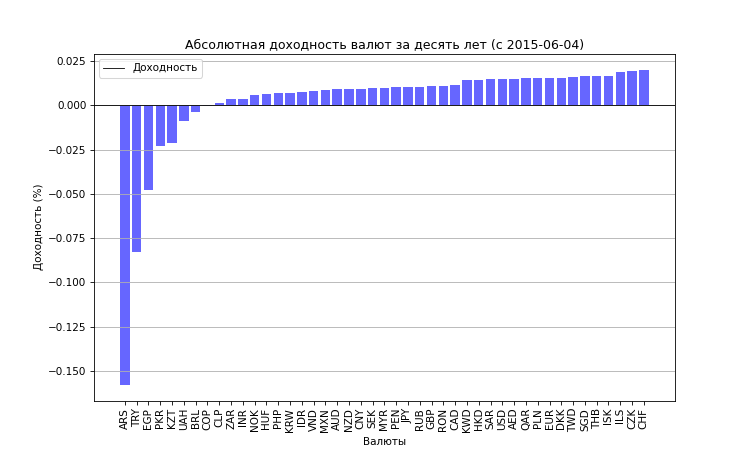 Абсолютная доходность валют за десять лет (с 2015-06-04)
Доходность
0.025
0.000
−0.025
−0.050
−0.075
−0.100
−0.125
−0.150
Доходность (%)
ARS TRY EGP PKR KZT UAH BRL COP CLP ZAR INR NOK HUF PHP KRW IDR VND MXN AUD NZD CNY SEK MYR PEN JPY RUB GBP RON CAD KWD HKD SAR USD AED QAR PLN EUR DKK TWD SGD THB ISK ILS CZK CHF
Валюты